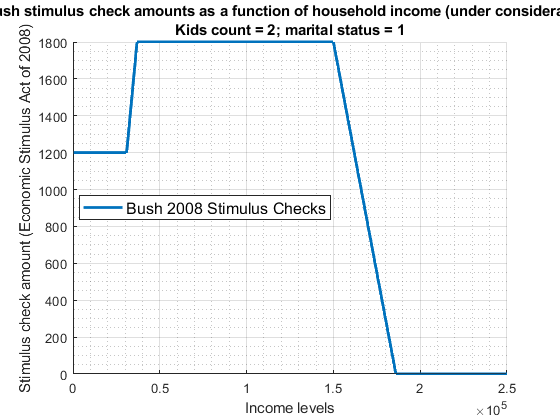 ush stimulus check amounts as a function of household income (under considera
Kids count = 2; marital status = 1
Stimulus check amount (Economic Stimulus Act of 2008)
1800
1600
1400
1200
1000
800
600
400
200
0
Bush 2008 Stimulus Checks
0 0.5 1 1.5 2 2.5
×10^5
Income levels